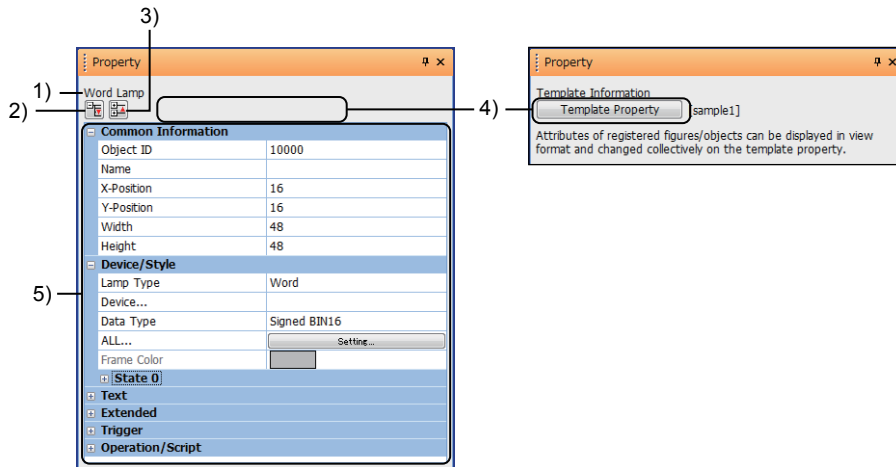 3)
Property
1)
Word Lamp
2)
4)
Common Information
Object ID 10000
Name
X-Position 16
Y-Position 16
Width 48
Height 48
Device/Style
5)
Lamp Type Word
Device...
Data Type Signed BIN16
ALL... Setting...
Frame Color
State 0
Text
Extended
Trigger
Operation/Script
Property
Template Information
Template Property [sample1]
Attributes of registered figures/objects can be displayed in view
format and changed collectively on the template property.